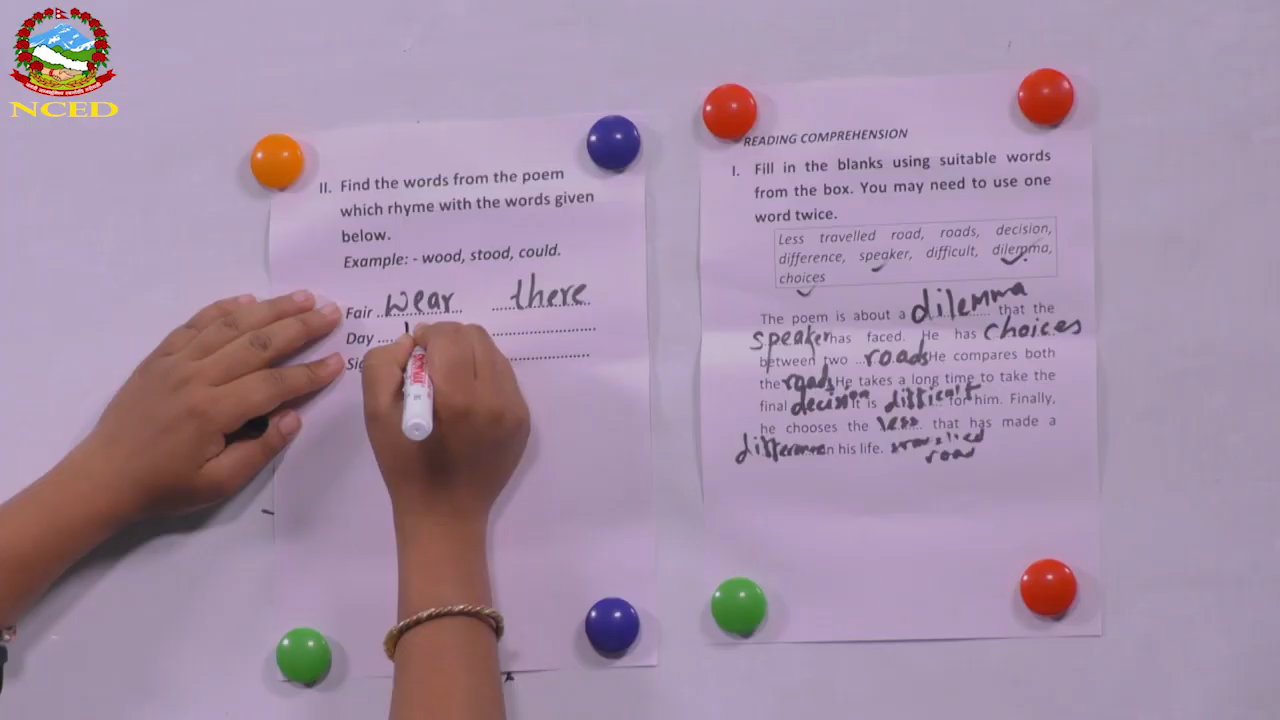 NCED
II. Find the words from the poem
which rhyme with the words given
below.
Example: - wood, stood, could.
Fair wear there
Day
READING COMPREHENSION
I. Fill in the blanks using suitable words
from the box. You may need to use one
word twice.
Less travelled road, roads, decision,
difference, speaker, difficult, dilemma,
choices
The poem is about a dilemma that the
speaker has faced. He has choices
between two roads He compares both
the roads He takes a long time to take the
final decision It is difficult for him. Finally,
he chooses the less that has made a
travelled
difference in his life. road